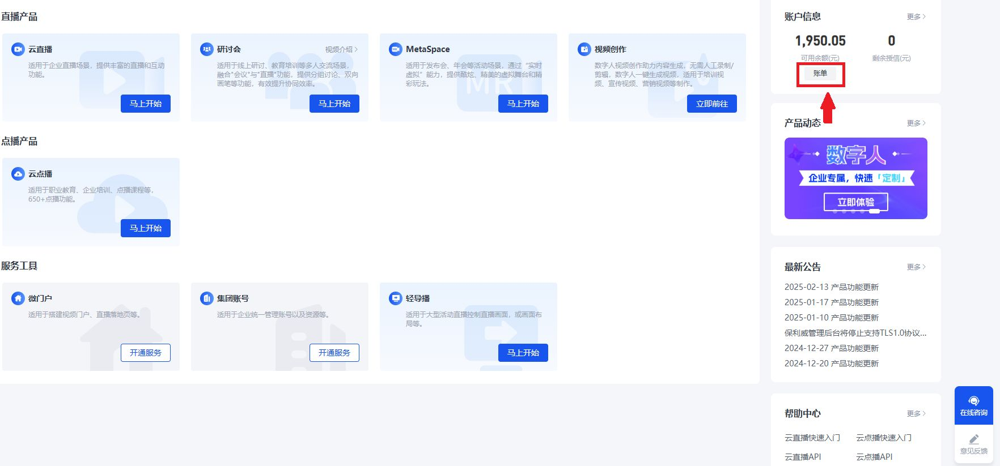 直播产品
云直播
适用于企业直播场景，提供丰富的直播和互动
功能。
马上开始
研讨会
视频介绍
适用于线上研讨、教育培训等多人交流场景，
融合"会议"与"直播"功能，提供分组讨论、双向
画笔等功能，有效提升协同效率。
马上开始
MetaSpace
适用于发布会、年会等活动场景，通过“实时
虚拟”能力，提供酷炫、精美的虚拟舞台和精
彩玩法。
MR
马上开始
视频创作
数字人视频创作助力内容生成，无需人工录制/
剪辑，数字人一键生成视频，适用于培训视
频、宣传视频、营销视频等制作。
立即前往
点播产品
云点播
适用于职业教育、企业培训、点播课程等，
650+点播功能。
马上开始
服务工具
微门户
适用于搭建视频门户、直播落地页等。
开通服务
集团账号
适用于企业统一管理账号以及资源等。
开通服务
轻导播
适用于大型活动直播控制直播画面，或画面布
局等。
马上开始
账户信息
更多
1,950.05
0
可用余额(元)
剩余授信(元)
账单
产品动态
更多
数字人
企业专属，快速「定制」
立即体验
最新公告
更多
2025-02-13 产品功能更新
2025-01-17 产品功能更新
2025-01-10 产品功能更新
保利威管理后台将停止支持TLS1.0协议...
2024-12-27 产品功能更新
2024-12-20 产品功能更新
帮助中心
更多
云直播快速入门
云点播快速入门
云直播API
云点播API
在线咨询
意见反馈